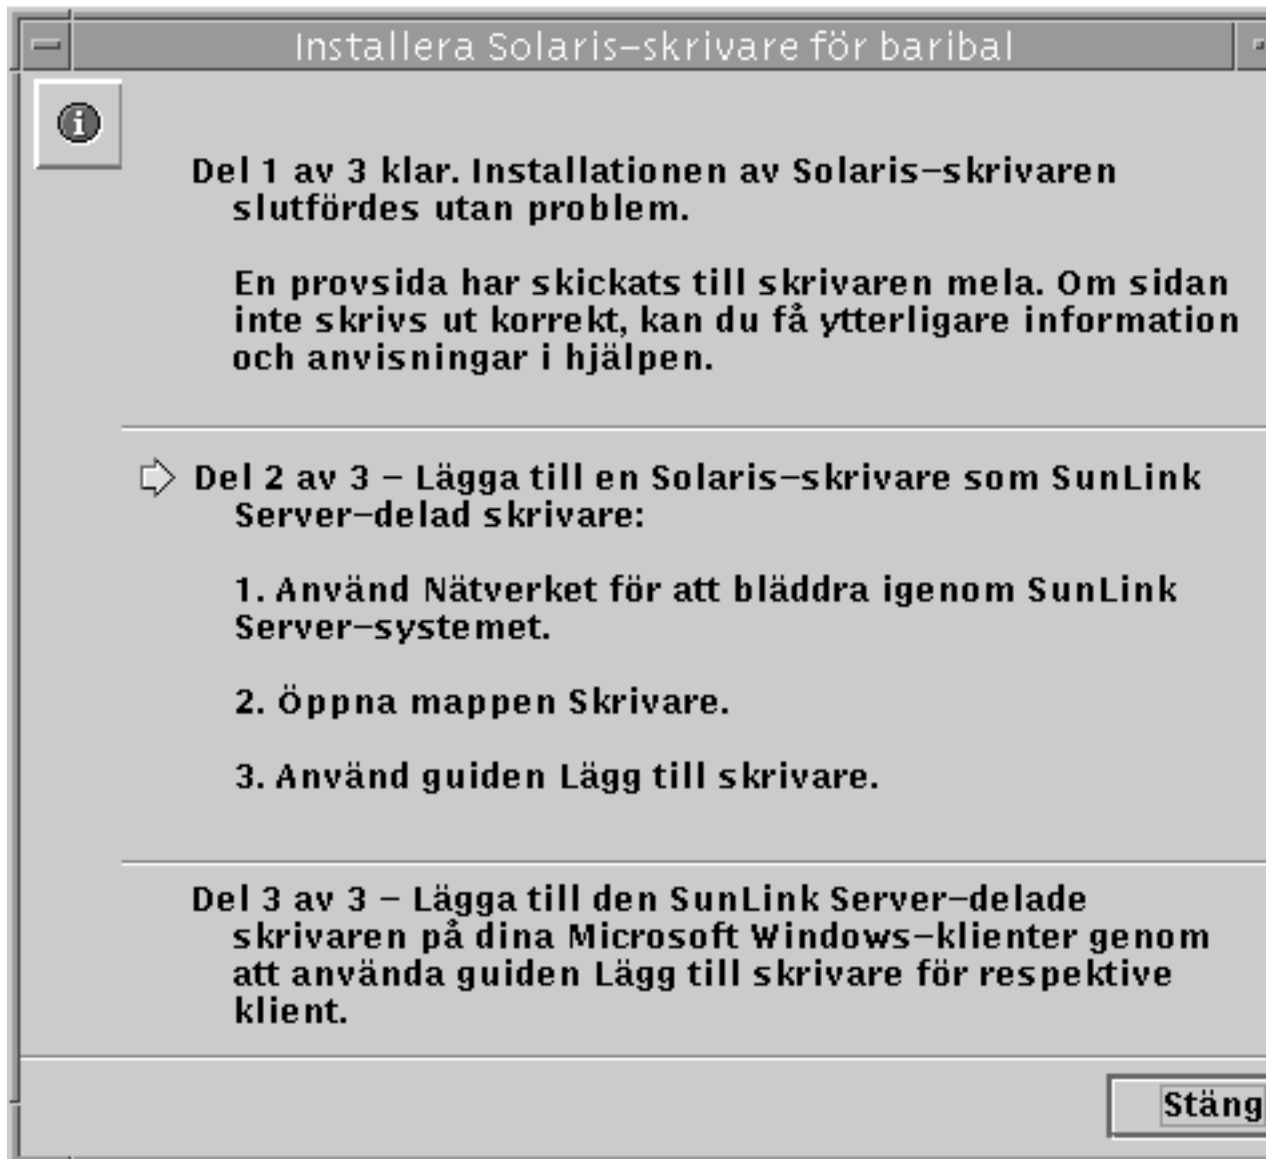 Installera Solaris–skrivare för baribal
Del 1 av 3 klar. Installationen av Solaris–skrivaren
slutfördes utan problem.
En provsida har skickats till skrivaren mela. Om sidan
inte skrivs ut korrekt, kan du få ytterligare information
och anvisningar i hjälpen.
Del 2 av 3 – Lägga till en Solaris–skrivare som SunLink
Server–delad skrivare:
1. Använd Nätverket för att bläddra igenom SunLink
Server–systemet.
2. Öppna mappen Skrivare.
3. Använd guiden Lägg till skrivare.
Del 3 av 3 – Lägga till den SunLink Server–delade
skrivaren på dina Microsoft Windows–klienter genom
att använda guiden Lägg till skrivare för respektive
klient.
Stäng